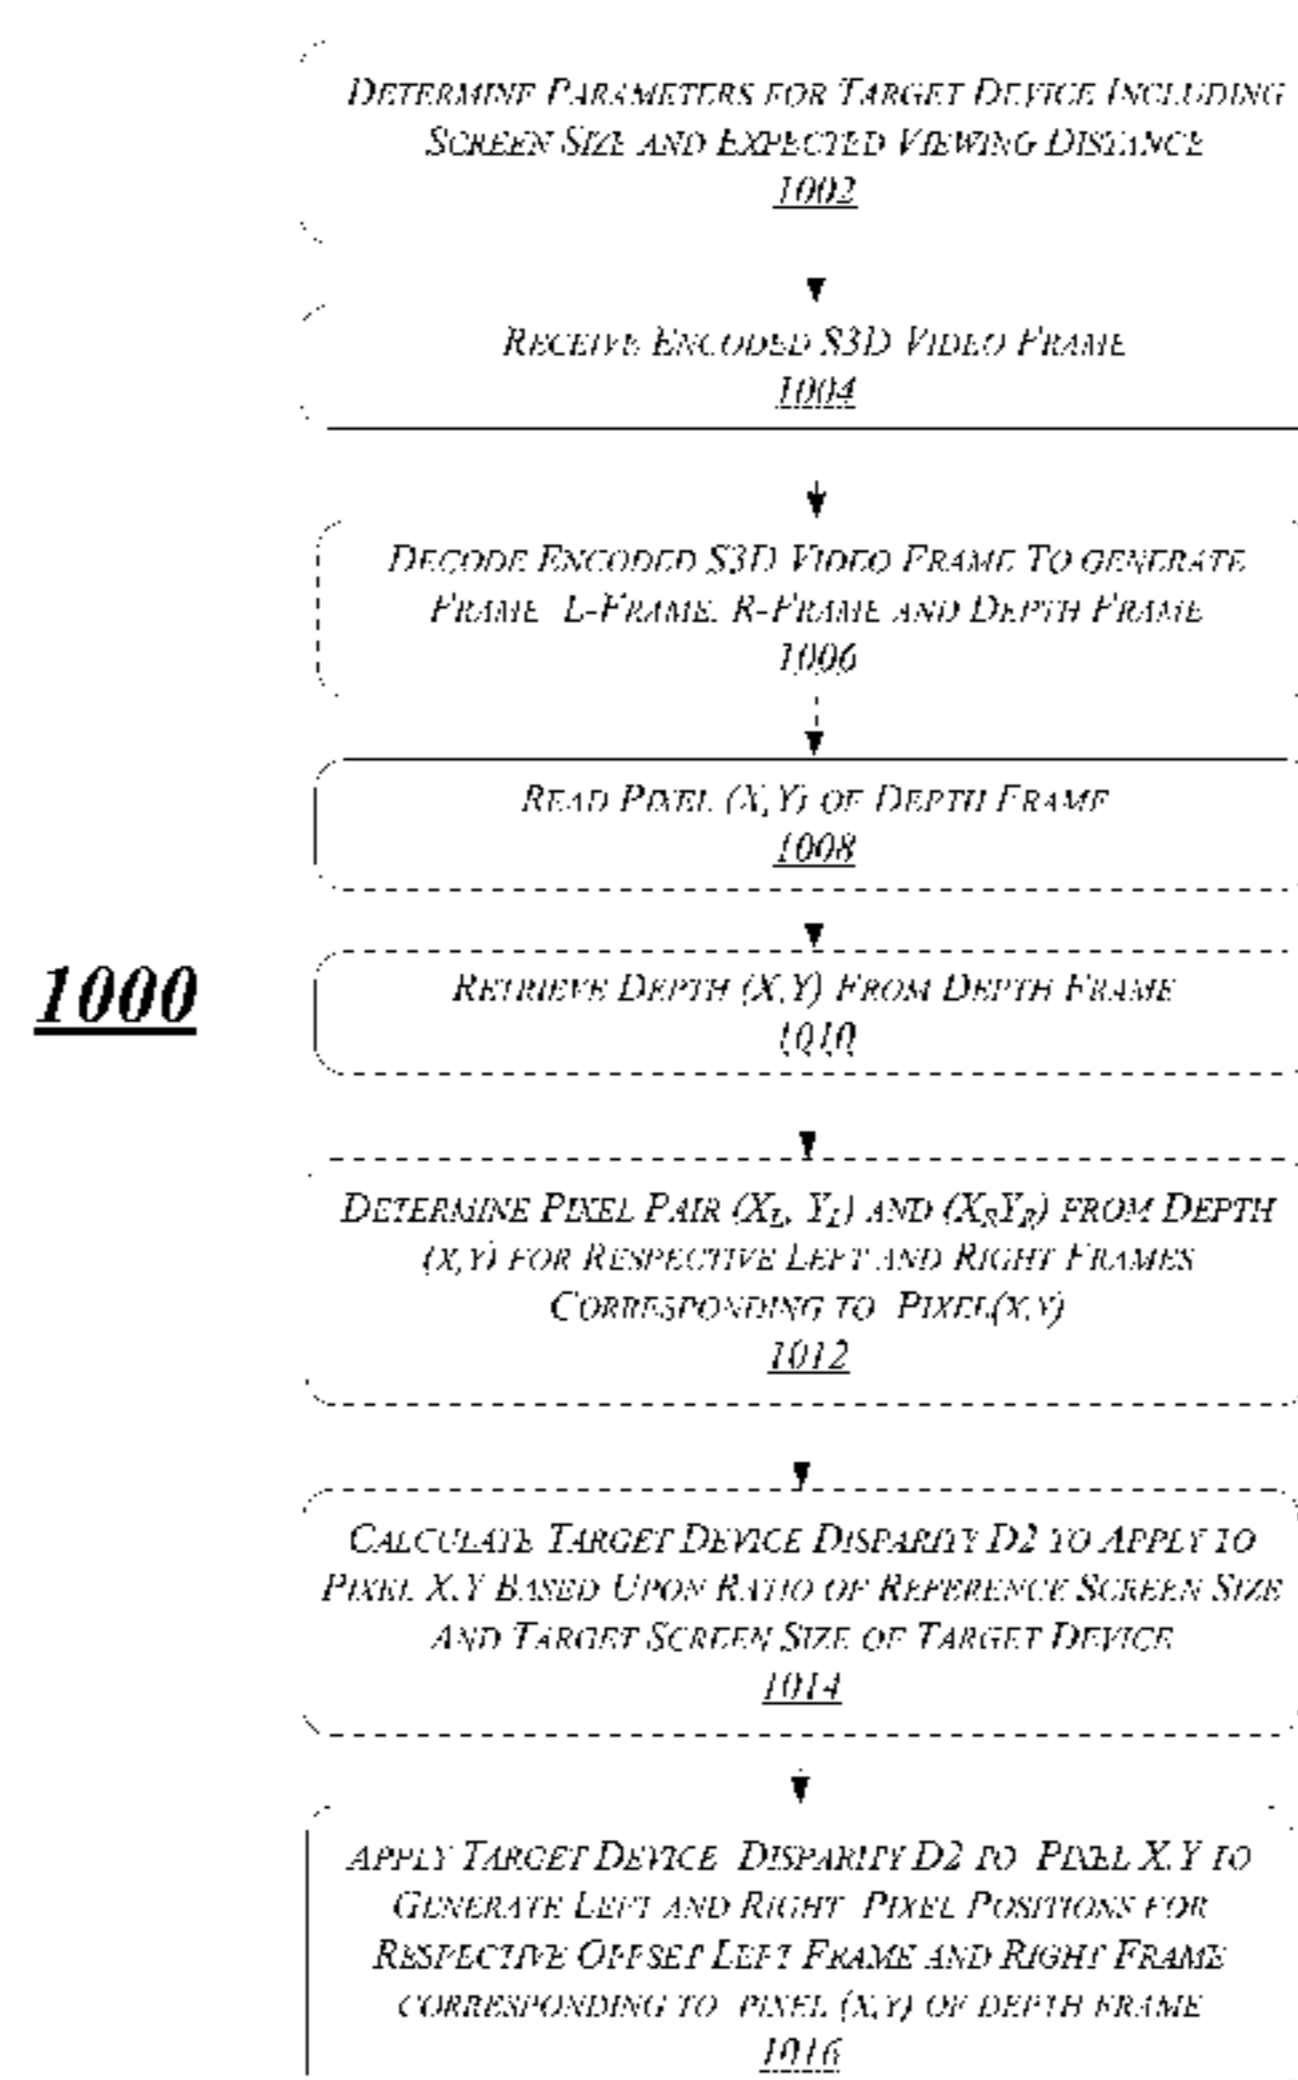 DETERMINE PARAMETERS FOR TARGET DEVICE INCLUDING
SCREEN SIZE AND EXPECTED VIEWING DISTANCE
1002
RECEIVE ENCODED S3D VIDEO FRAME
1004
DECODE ENCODED S3D VIDEO FRAME TO GENERATE
FRAME L-FRAME, R-FRAME AND DEPTH FRAME
1006
READ PIXEL (X,Y) OF DEPTH FRAME
1008
1000
RETRIEVE DEPTH (X,Y) FROM DEPTH FRAME
1010
DETERMINE PIXEL PAIR (XL, YL) AND (XRYR) FROM DEPTH
(X,Y) FOR RESPECTIVE LEFT AND RIGHT FRAMES
CORRESPONDING TO PIXEL(X,Y)
1012
CALCULATE TARGET DEVICE DISPARITY D2 TO APPLY TO
PIXEL X,Y BASED UPON RATIO OF REFERENCE SCREEN SIZE
AND TARGET SCREEN SIZE OF TARGET DEVICE
1014
APPLY TARGET DEVICE DISPARITY D2 TO PIXEL X,Y TO
GENERATE LEFT AND RIGHT PIXEL POSITIONS FOR
RESPECTIVE OFFSET LEFT FRAME AND RIGHT FRAME
CORRESPONDING TO PIXEL (X,Y) OF DEPTH FRAME
1016